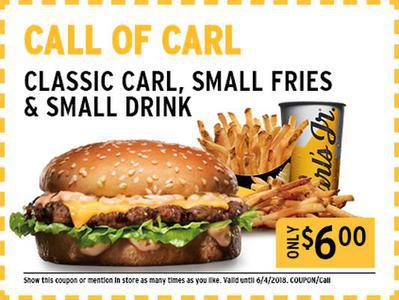 CALL OF CARL
CLASSIC CARL, SMALL FRIES
& SMALL DRINK
arl's Jr.
ONLY $6 00
Show this coupon or mention in store as many times as you like. Valid until 6/4/2018. COUPON/Call